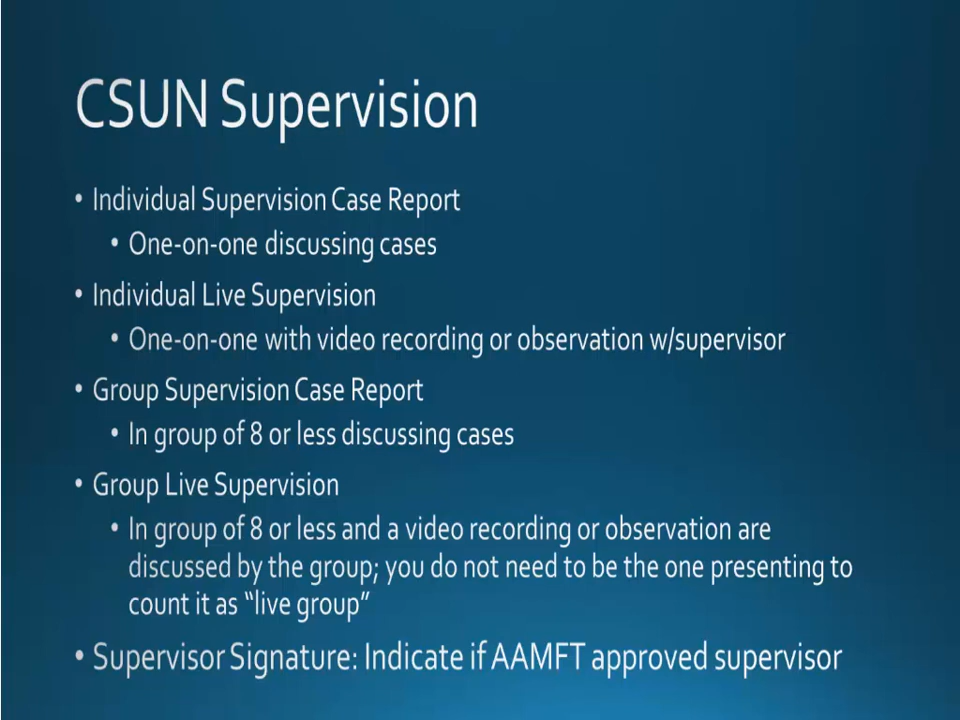 CSUN Supervision
• Individual Supervision Case Report
• One-on-one discussing cases
• Individual Live Supervision
• One-on-one with video recording or observation w/supervisor
• Group Supervision Case Report
• In group of 8 or less discussing cases
• Group Live Supervision
• In group of 8 or less and a video recording or observation are
discussed by the group; you do not need to be the one presenting to
count it as “live group”
• Supervisor Signature: Indicate if AAMFT approved supervisor